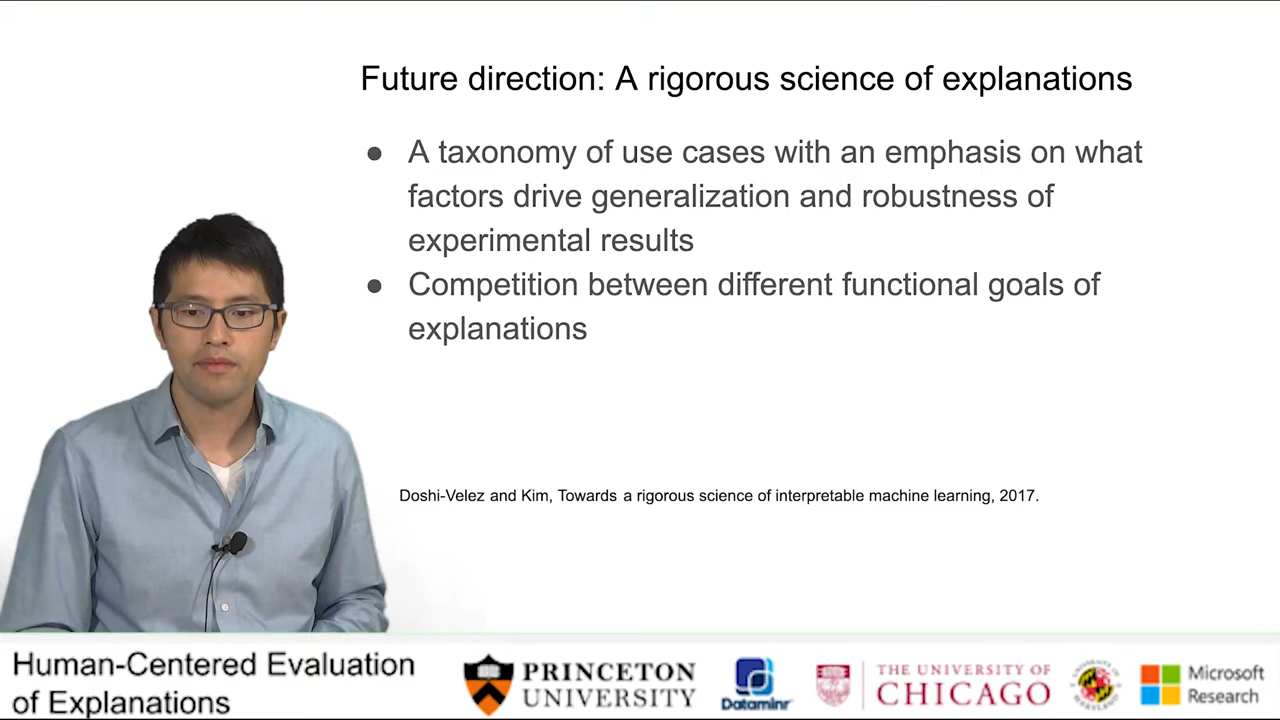 Future direction: A rigorous science of explanations
● A taxonomy of use cases with an emphasis on what
factors drive generalization and robustness of
experimental results
● Competition between different functional goals of
explanations
Doshi-Velez and Kim, Towards a rigorous science of interpretable machine learning, 2017.
Human-Centered Evaluation
of Explanations
PRINCETON
UNIVERSITY
Dataminr
THE UNIVERSITY OF
CHICAGO
Microsoft
Research